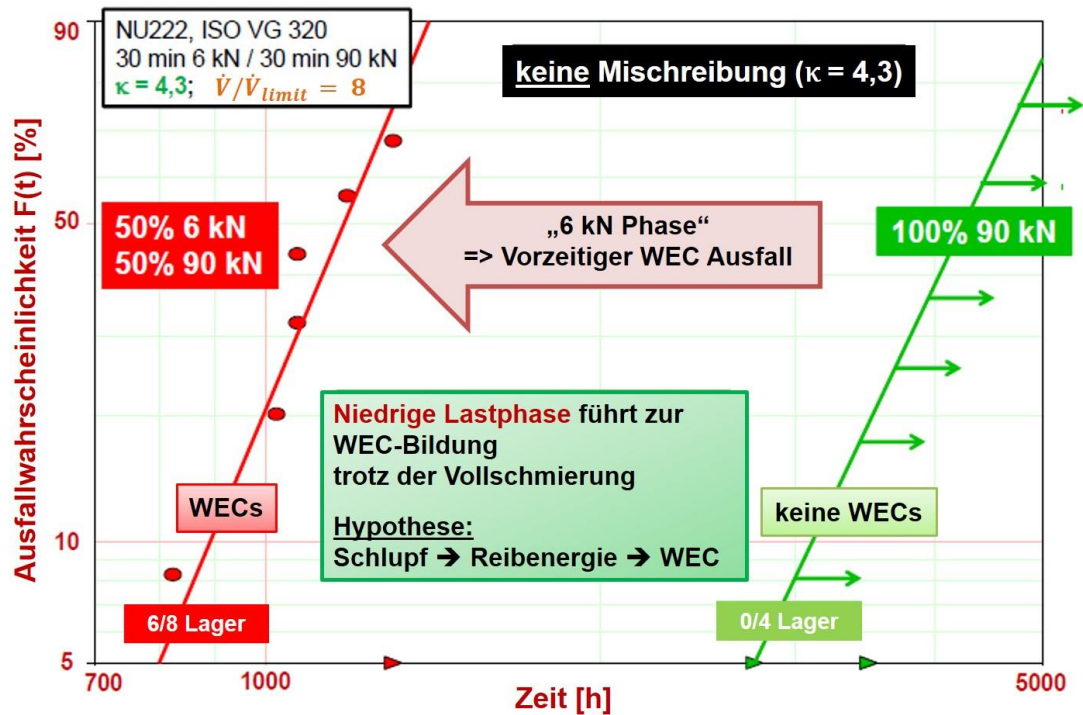 90
NU222, ISO VG 320
30 min 6 kN / 30 min 90 kN
κ = 4,3; V̇/V̇limit = 8
keine Mischreibung (κ = 4,3)
Ausfallwahrscheinlichkeit F(t) [%]
50
50% 6 kN
50% 90 kN
„6 kN Phase“
=> Vorzeitiger WEC Ausfall
100% 90 kN
Niedrige Lastphase führt zur
WEC-Bildung
trotz der Vollschmierung
Hypothese:
Schlupf ➔ Reibenergie ➔ WEC
WECs
keine WECs
10
6/8 Lager
0/4 Lager
5
700
1000
Zeit [h]
5000